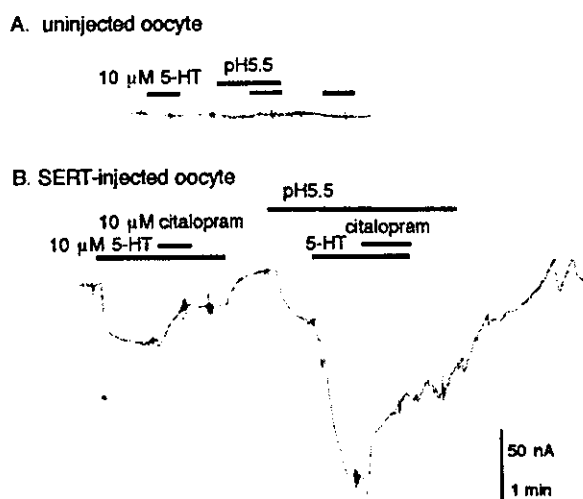 A. uninjected oocyte
pH5.5
10 μM 5-HT
B. SERT-injected oocyte
pH5.5
10 μM citalopram
citalopram
10 μM 5-HT
5-HT
50 nA
1 min